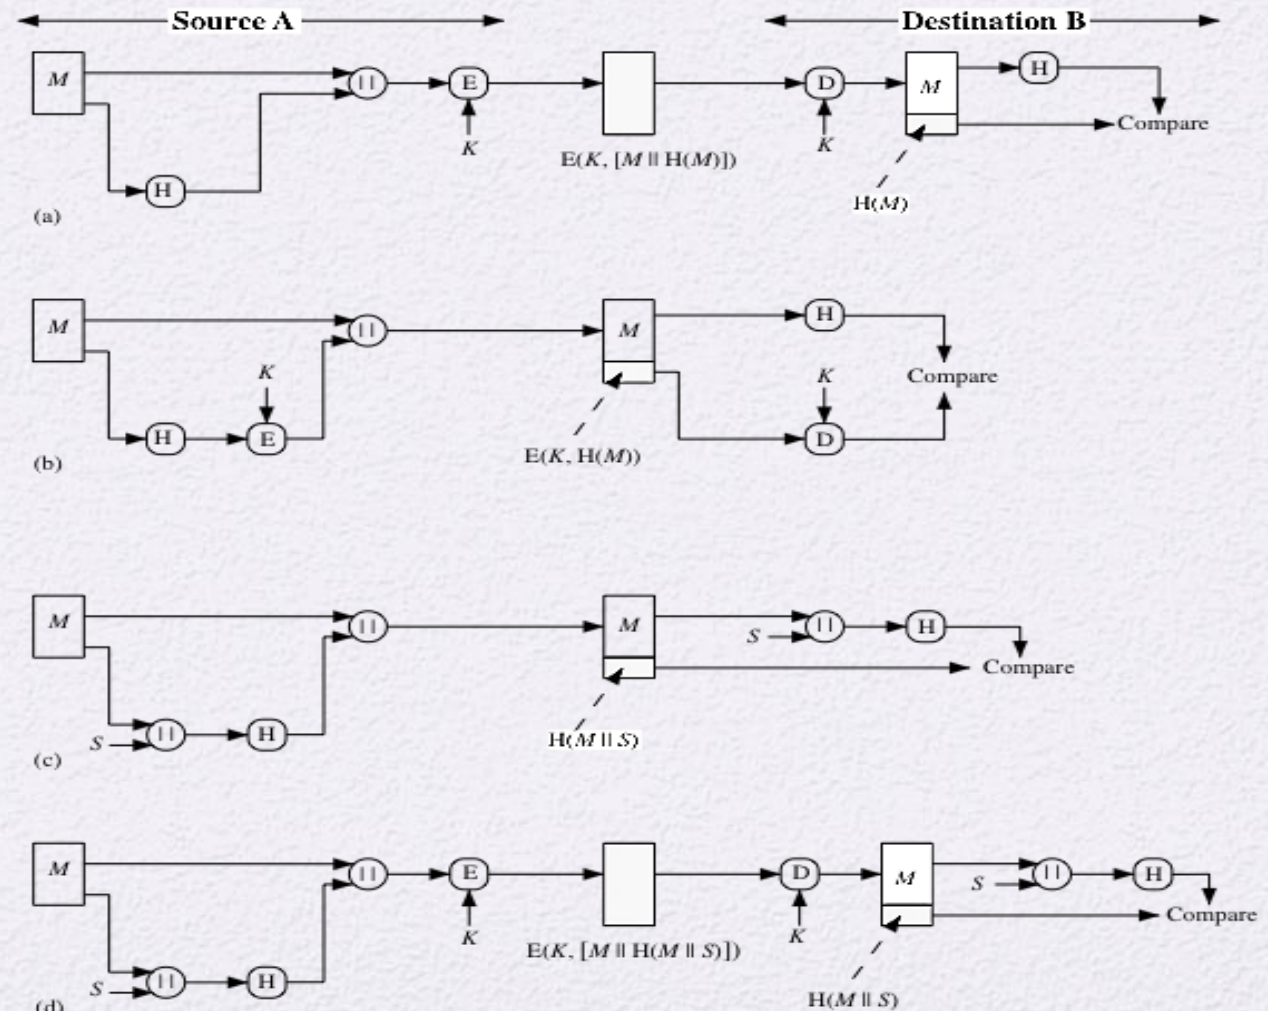 Source A
Destination B
M
||
E
D
M
H
K
E(K, [M || H(M)])
K
Compare
H
H(M)
(a)
M
||
M
H
K
K
Compare
H
E
D
E(K, H(M))
(b)
M
||
M
S
||
H
Compare
S
||
H
H(M || S)
(c)
M
||
E
D
M
S
||
H
K
K
Compare
E(K, [M || H(M || S)])
S
||
H
H(M || S)
(d)